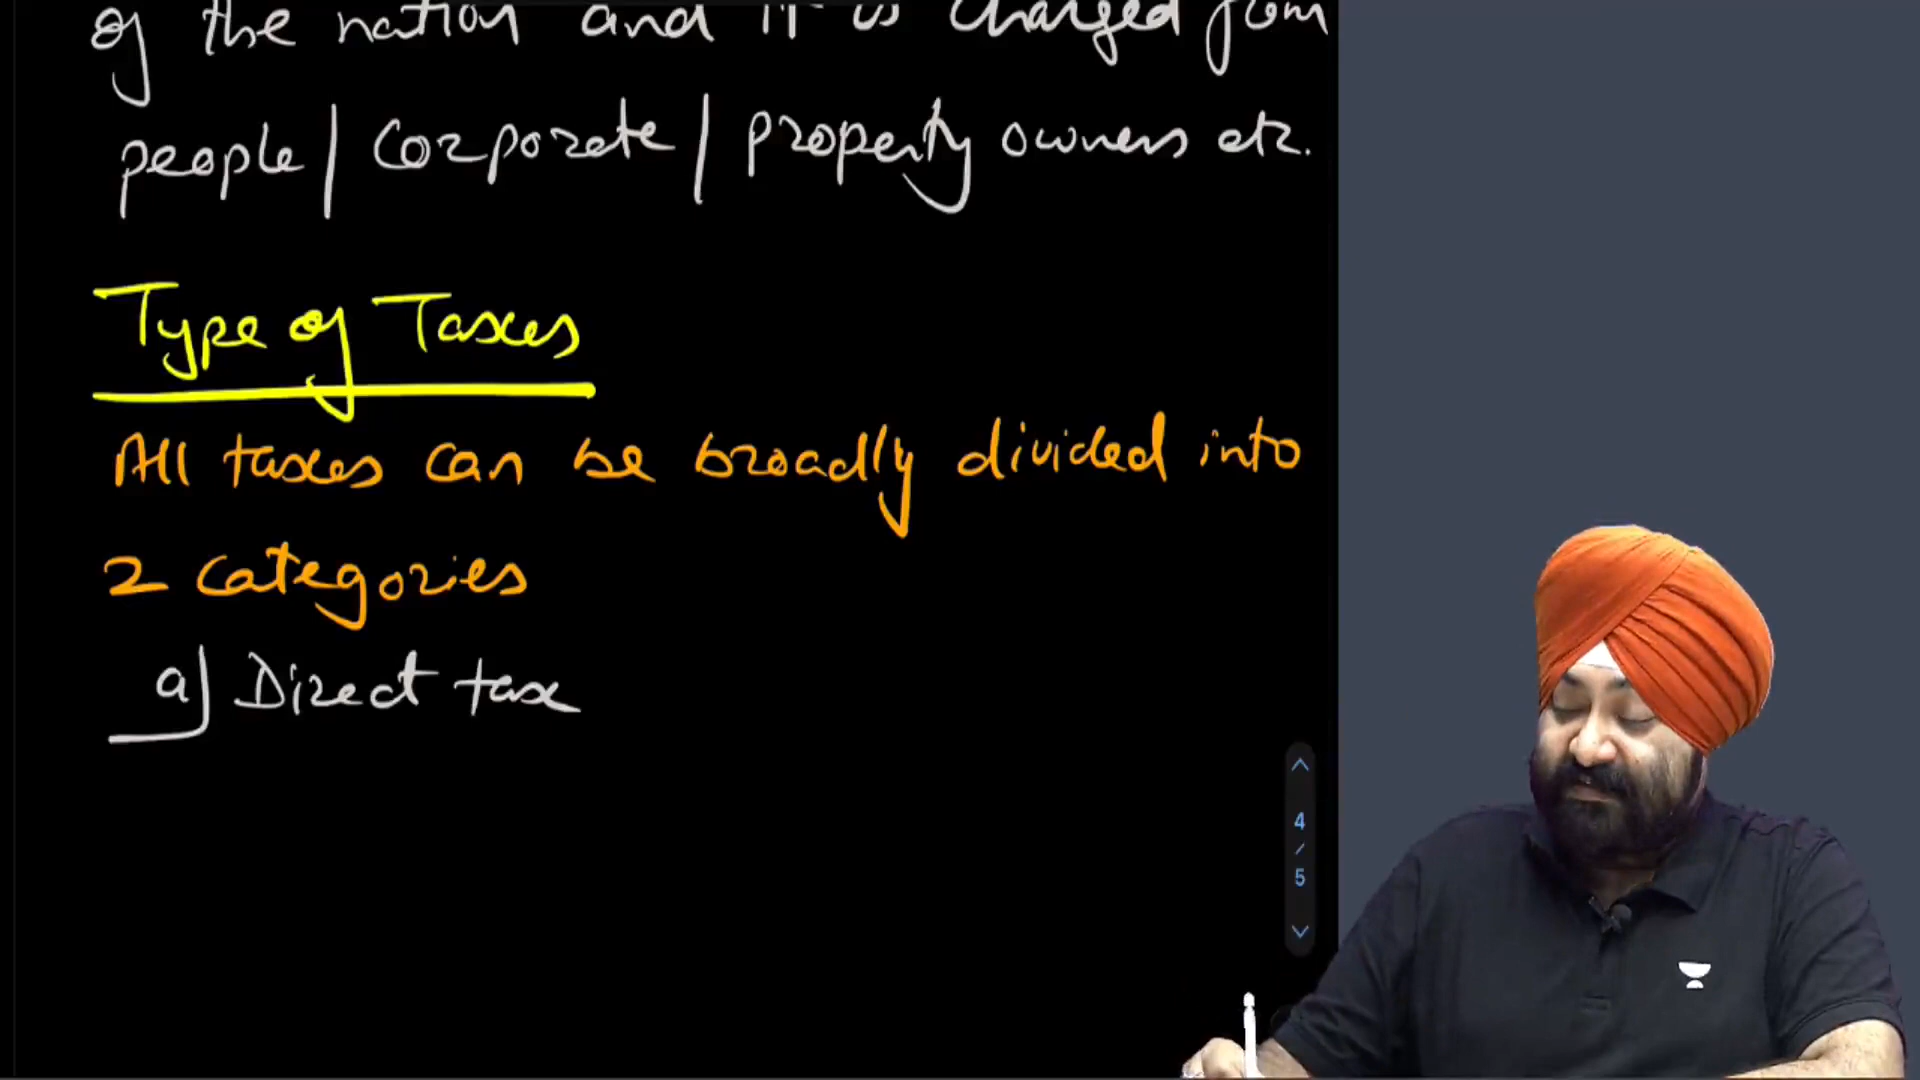 of the nation and it is charged from
people / Corporate / property owners etc.
Type of Taxes
All taxes can be broadly divided into
2 Categories
a) Direct tax
4
/
5